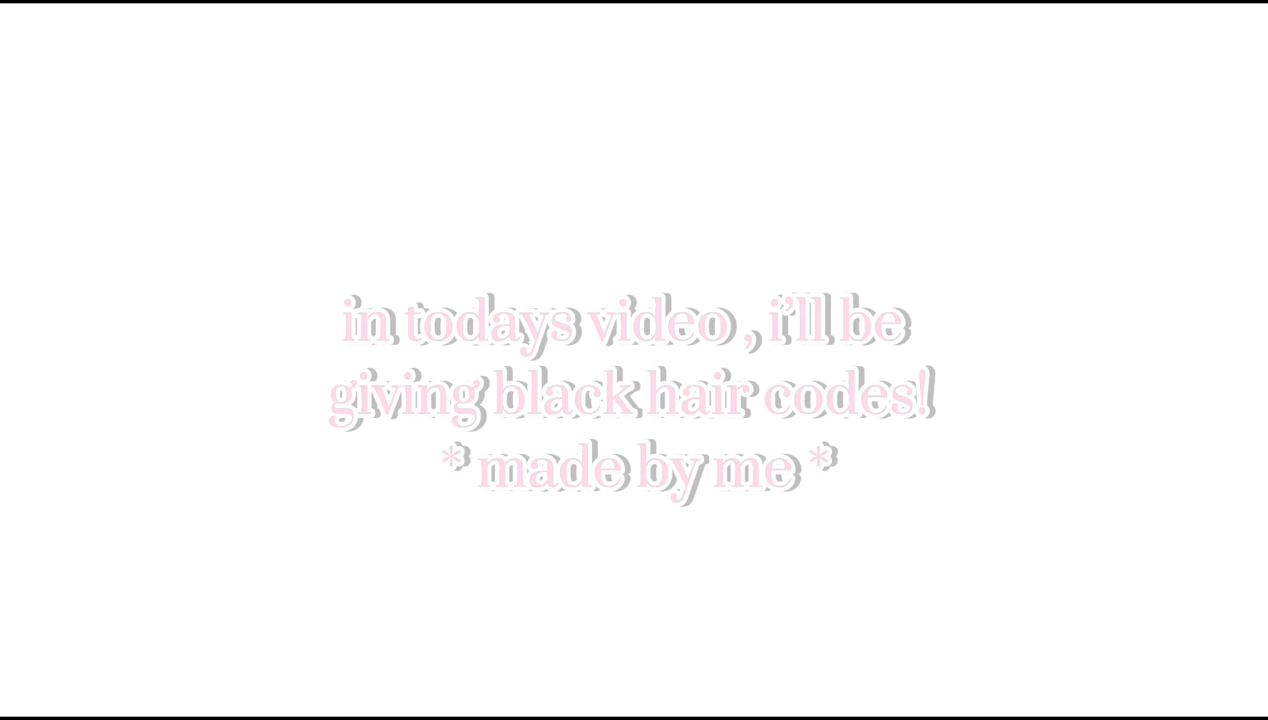 in todays video , i'll be
giving black hair codes!
* made by me *